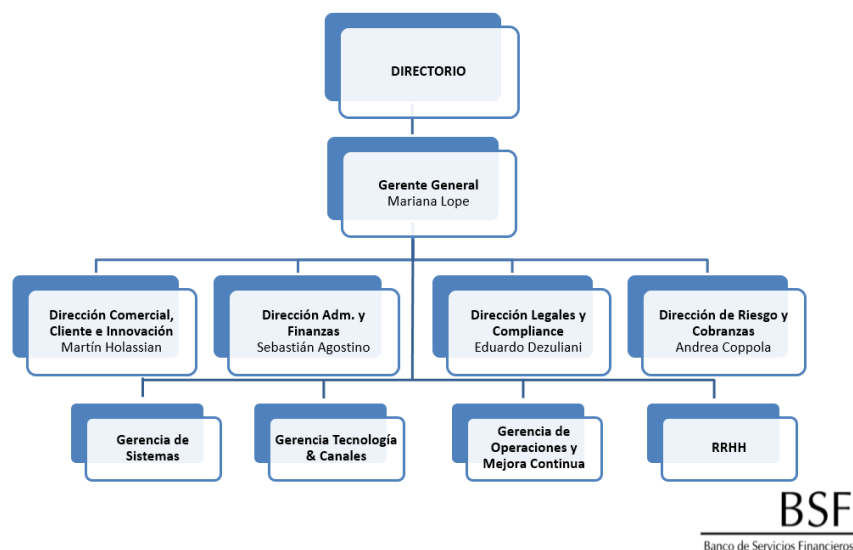 DIRECTORIO
Gerente General
Mariana Lope
Dirección Comercial,
Cliente e Innovación
Martín Holassian
Dirección Adm. y
Finanzas
Sebastián Agostino
Dirección Legales y
Compliance
Eduardo Dezuliani
Dirección de Riesgo y
Cobranzas
Andrea Coppola
Gerencia de
Sistemas
Gerencia Tecnología
& Canales
Gerencia de
Operaciones y
Mejora Continua
RRHH
BSF
Banco de Servicios Financieros